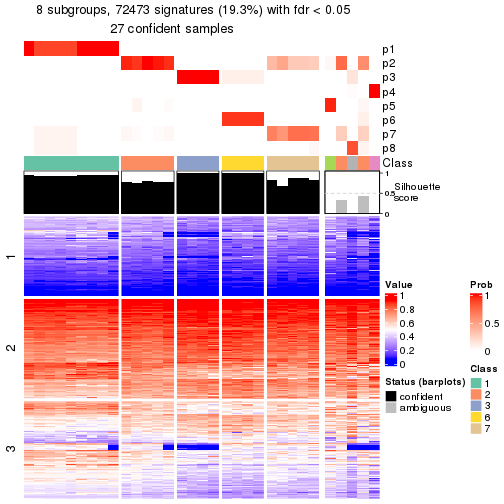 8 subgroups, 72473 signatures (19.3%) with fdr < 0.05
27 confident samples
p1
p2
p3
p4
p5
p6
p7
p8
Class
1
0.5
0
Silhouette
score
1
2
3
Value
1
0.8
0.6
0.4
0.2
0
Status (barplots)
confident
ambiguous
Prob
1
0.5
0
Class
1
2
3
6
7